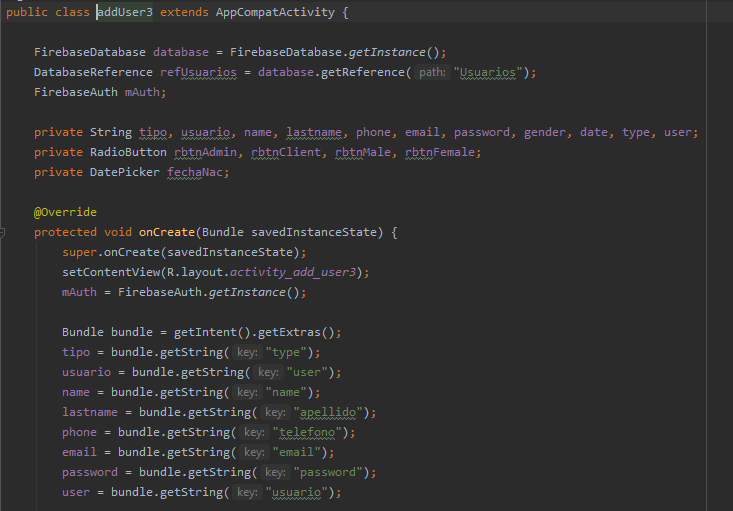 public class addUser3 extends AppCompatActivity {
FirebaseDatabase database = FirebaseDatabase.getInstance();
DatabaseReference refUsuarios = database.getReference( path: "Usuarios");
FirebaseAuth mAuth;
private String tipo, usuario, name, lastname, phone, email, password, gender, date, type, user;
private RadioButton rbtnAdmin, rbtnClient, rbtnMale, rbtnFemale;
private DatePicker fechaNac;
@Override
protected void onCreate(Bundle savedInstanceState) {
super.onCreate(savedInstanceState);
setContentView(R.layout.activity_add_user3);
mAuth = FirebaseAuth.getInstance();
Bundle bundle = getIntent().getExtras();
tipo = bundle.getString( key: "type");
usuario = bundle.getString( key: "user");
name = bundle.getString( key: "name");
lastname = bundle.getString( key: "apellido");
phone = bundle.getString( key: "telefono");
email = bundle.getString( key: "email");
password = bundle.getString( key: "password");
user = bundle.getString( key: "usuario");